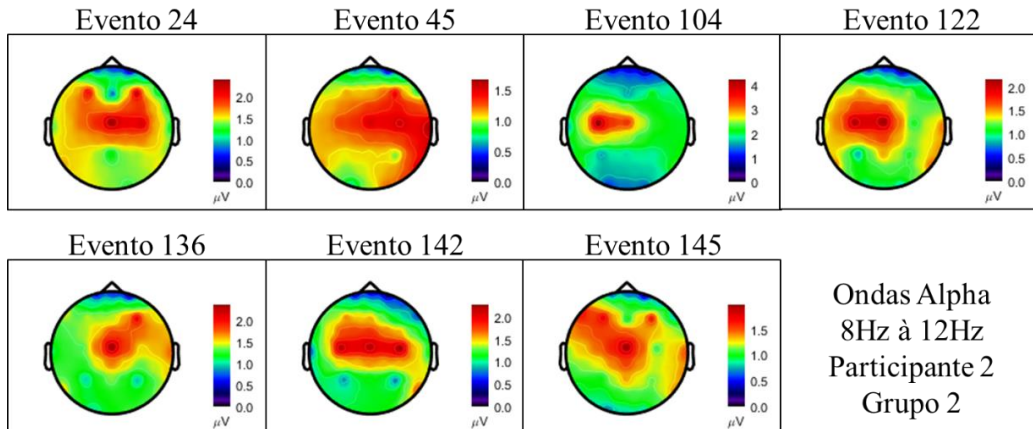 Evento 24
Evento 45
Evento 104
Evento 122
2.0
1.5
1.0
0.5
0.0
μV
1.5
1.0
0.5
0.0
μV
4
3
2
1
0
μV
2.0
1.5
1.0
0.5
0.0
μV
Evento 136
Evento 142
Evento 145
2.0
1.5
1.0
0.5
0.0
μV
2.0
1.5
1.0
0.5
0.0
μV
1.5
1.0
0.5
0.0
μV
Ondas Alpha
8Hz à 12Hz
Participante 2
Grupo 2